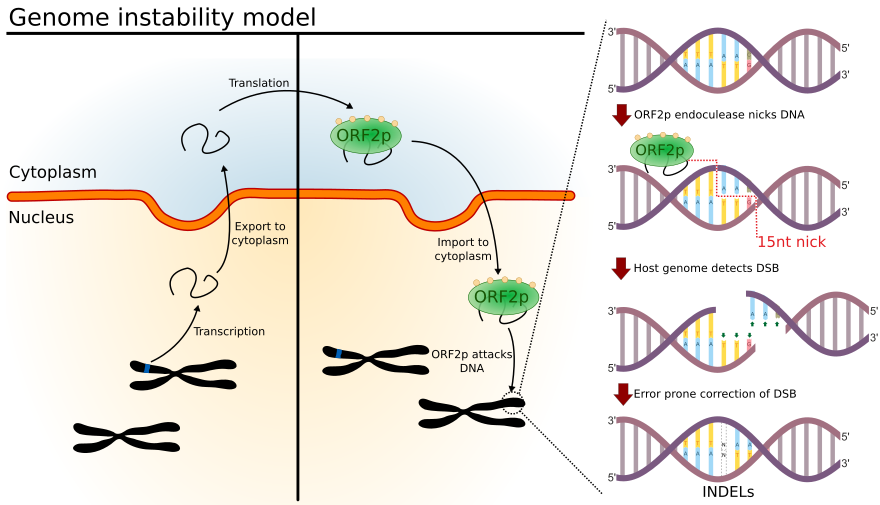 Genome instability model
Translation
ORF2p
Cytoplasm
Nucleus
Export to
cytoplasm
Import to
cytoplasm
ORF2p
Transcription
ORF2p attacks
DNA
3'
5'
T T A A
A A T T G
5'
3'
ORF2p endoculease nicks DNA
ORF2p
3'
5'
T T A A
A A T T G
5'
3'
15nt nick
Host genome detects DSB
3'
5'
T T A A
A A T T G
5'
3'
Error prone correction of DSB
3'
5'
T T N A A
A A N T T
5'
3'
INDELs